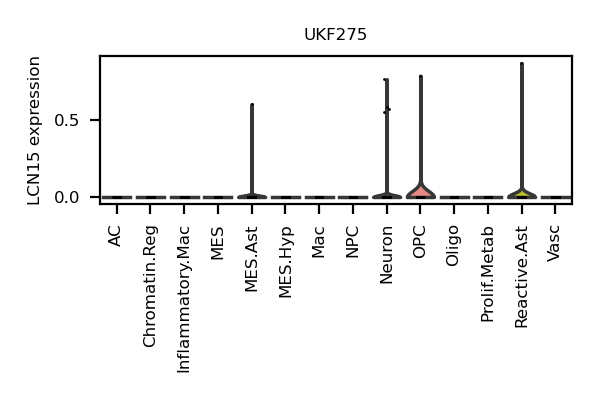 UKF275
LCN15 expression
0.5
0.0
AC
Chromatin.Reg
Inflammatory.Mac
MES
MES.Ast
MES.Hyp
Mac
NPC
Neuron
OPC
Oligo
Prolif.Metab
Reactive.Ast
Vasc